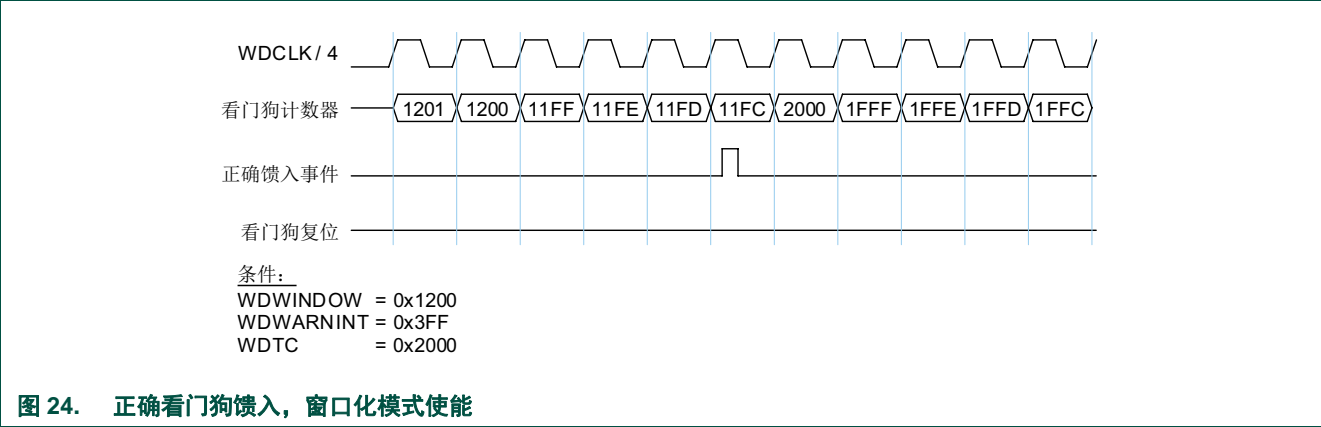 WDCLK / 4
看门狗计数器 1201 1200 11FF 11FE 11FD 11FC 2000 1FFF 1FFE 1FFD 1FFC
正确馈入事件
看门狗复位
条件:
WDWINDOW = 0x1200
WDWARNINT = 0x3FF
WDTC = 0x2000
图 24. 正确看门狗馈入，窗口化模式使能